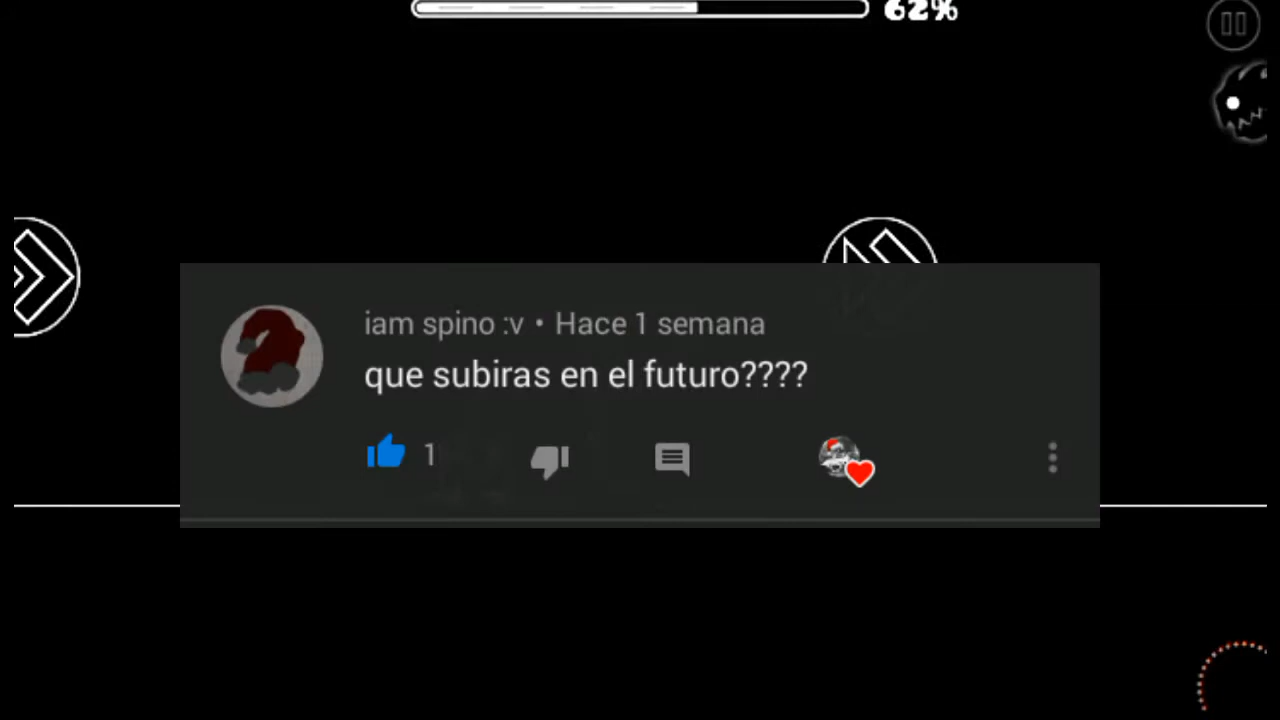 62%
iam spino :v • Hace 1 semana
que subiras en el futuro????
1